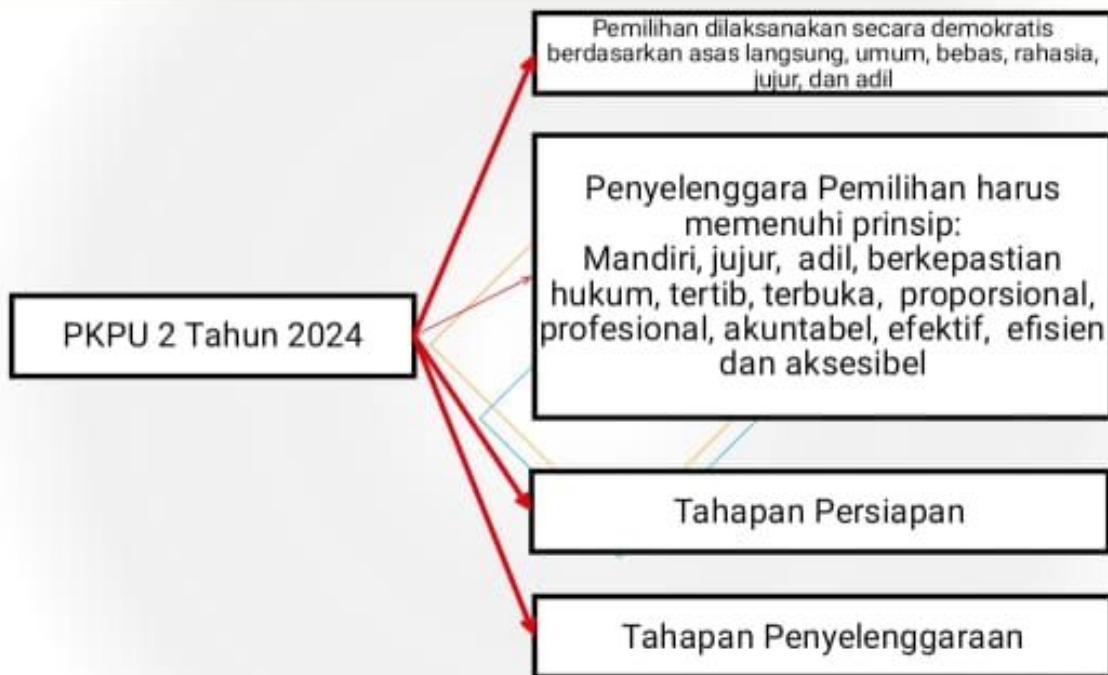 Pemilihan dilaksanakan secara demokratis
berdasarkan asas langsung, umum, bebas, rahasia,
jujur, dan adil
Penyelenggara Pemilihan harus
memenuhi prinsip:
Mandiri, jujur, adil, berkepastian
hukum, tertib, terbuka, proporsional,
profesional, akuntabel, efektif, efisien
dan aksesibel
PKPU 2 Tahun 2024
Tahapan Persiapan
Tahapan Penyelenggaraan